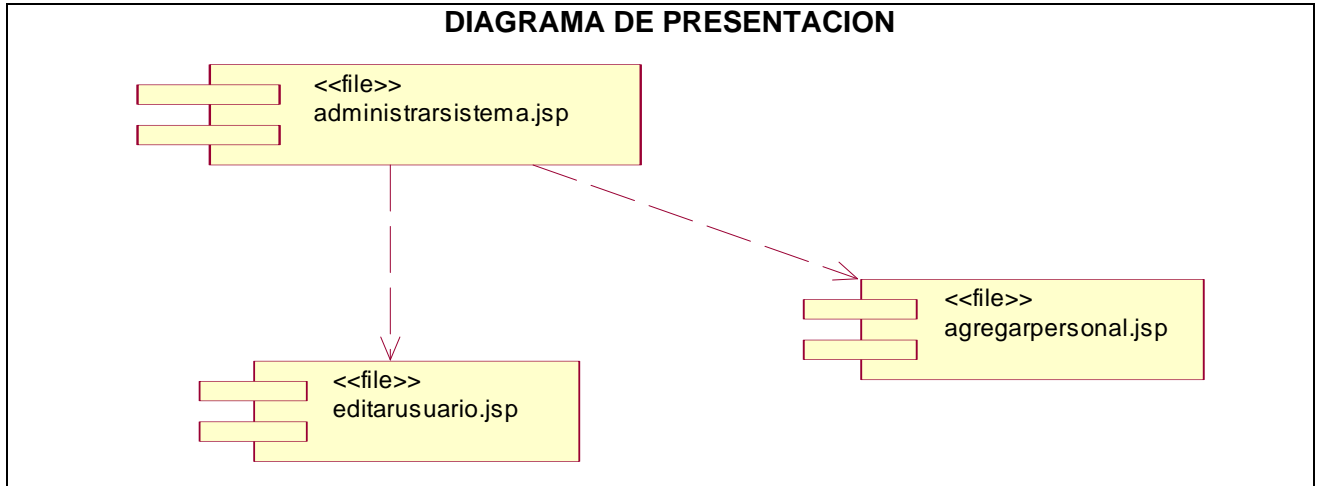 DIAGRAMA DE PRESENTACION
<<file>>
administrarsistema.jsp
<<file>>
agregarpersonal.jsp
<<file>>
editarusuario.jsp